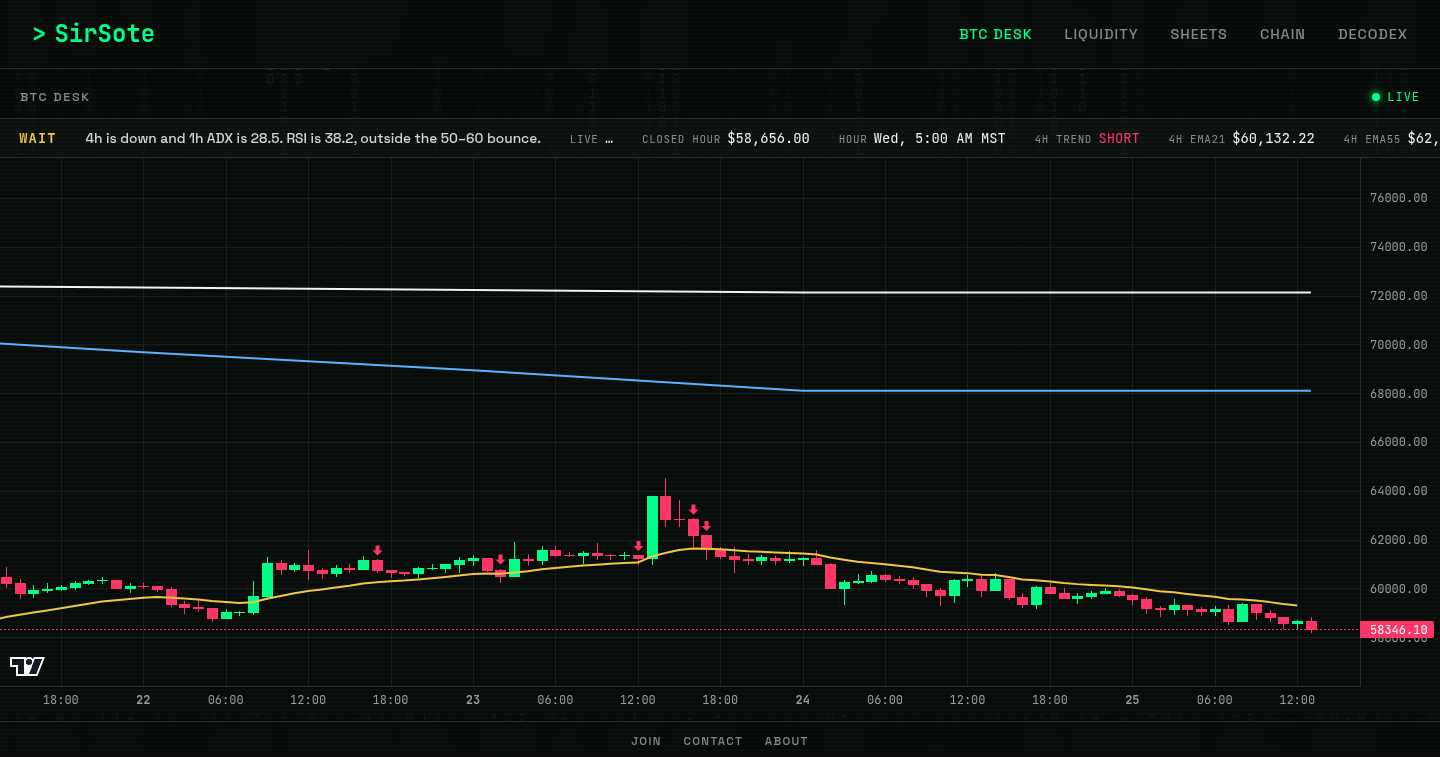 > SirSote
BTC DESK LIQUIDITY SHEETS CHAIN DECODEX
BTC DESK
LIVE
WAIT 4h is down and 1h ADX is 28.5. RSI is 38.2, outside the 50–60 bounce. LIVE … CLOSED HOUR $58,656.00 HOUR Wed, 5:00 AM MST 4H TREND SHORT 4H EMA21 $60,132.22 4H EMA55 $62,
76000.00
74000.00
72000.00
70000.00
68000.00
66000.00
64000.00
62000.00
60000.00
58346.10
58000.00
18:00 22 06:00 12:00 18:00 23 06:00 12:00 18:00 24 06:00 12:00 18:00 25 06:00 12:00
JOIN CONTACT ABOUT